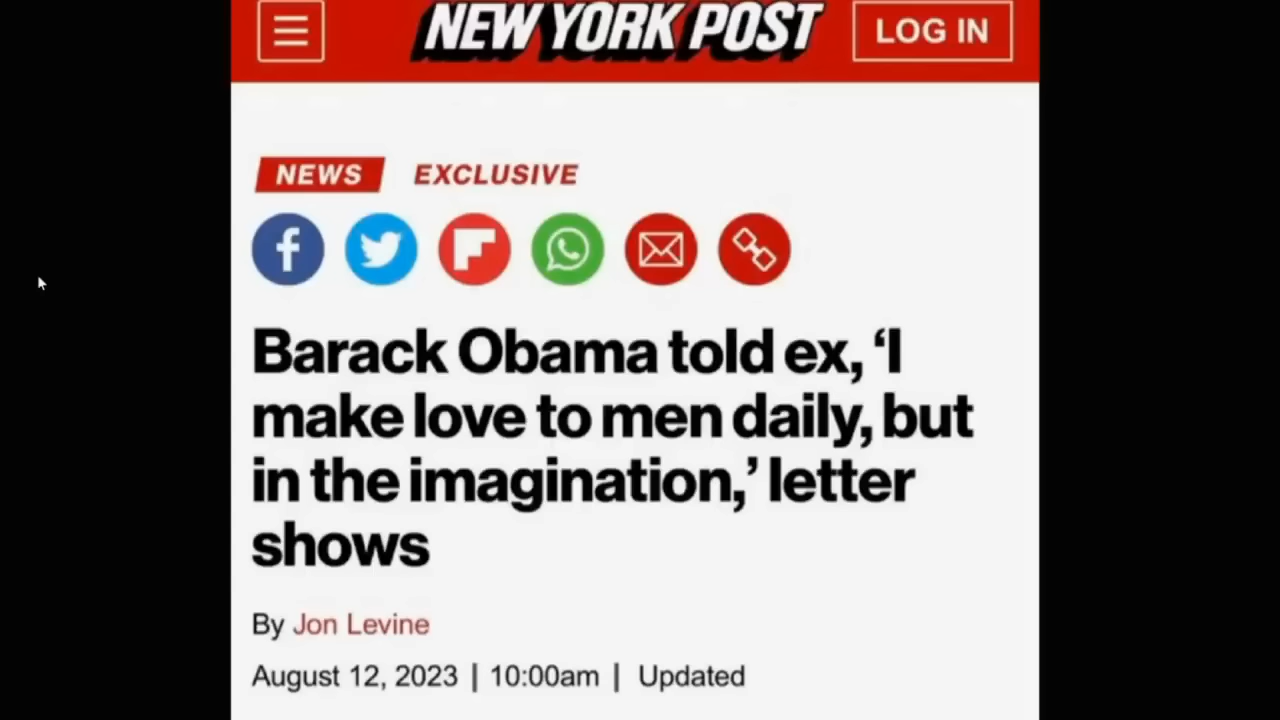 NEW YORK POST
LOG IN
NEWS EXCLUSIVE
Barack Obama told ex, ‘I
make love to men daily, but
in the imagination,’ letter
shows
By Jon Levine
August 12, 2023 | 10:00am | Updated